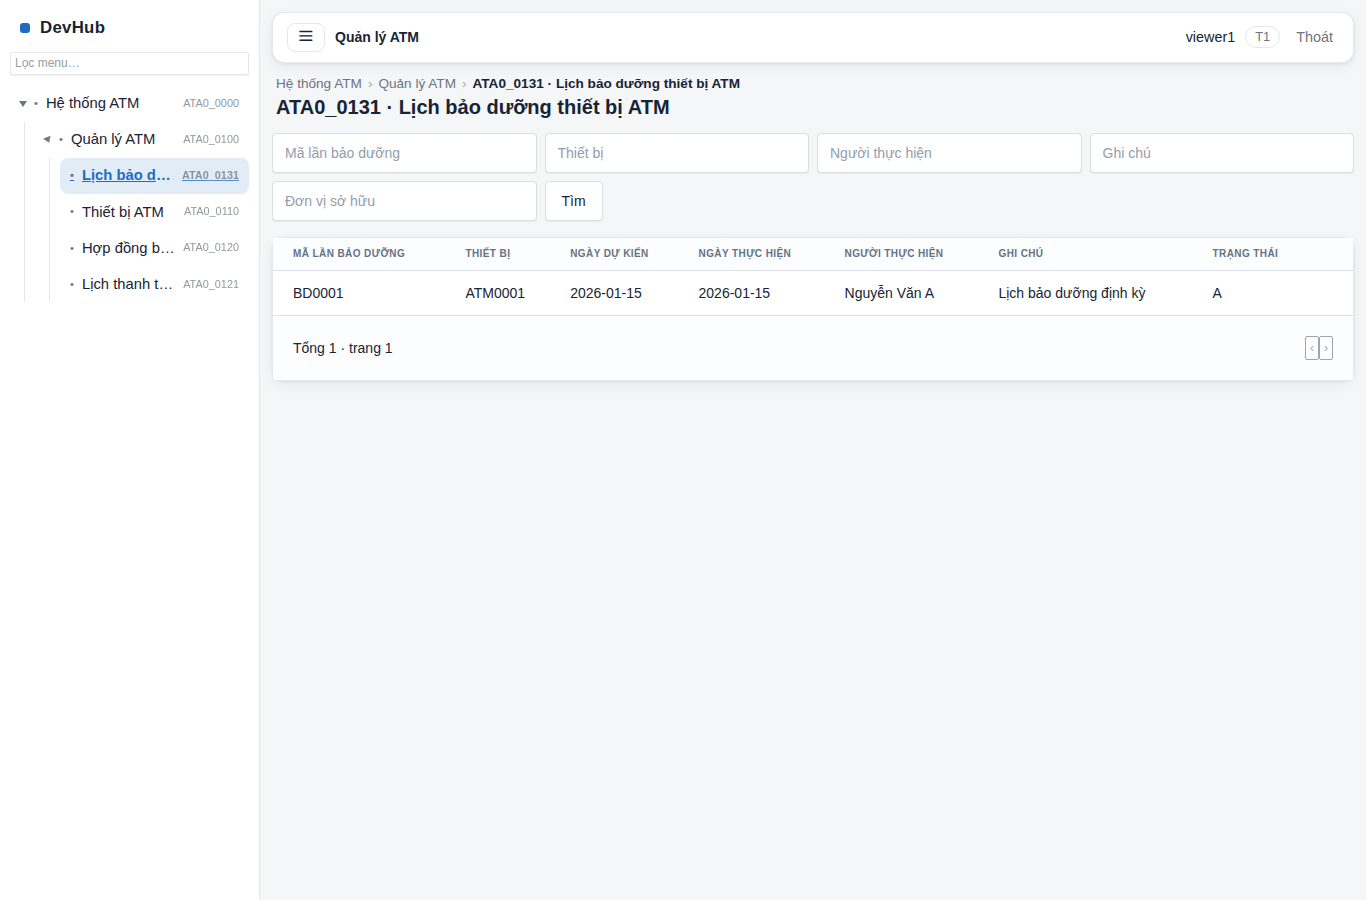 DevHub
Lọc menu…
Hệ thống ATM ATA0_0000
Quản lý ATM ATA0_0100
Lịch bảo d… ATA0_0131
Thiết bị ATM ATA0_0110
Hợp đồng b… ATA0_0120
Lịch thanh t… ATA0_0121
Quản lý ATM viewer1 T1 Thoát
Hệ thống ATM › Quản lý ATM › ATA0_0131 · Lịch bảo dưỡng thiết bị ATM
ATA0_0131 · Lịch bảo dưỡng thiết bị ATM
Mã lần bảo dưỡng Thiết bị Người thực hiện Ghi chú
Đơn vị sở hữu Tìm
MÃ LẦN BẢO DƯỠNG THIẾT BỊ NGÀY DỰ KIẾN NGÀY THỰC HIỆN NGƯỜI THỰC HIỆN GHI CHÚ TRẠNG THÁI
BD0001 ATM0001 2026-01-15 2026-01-15 Nguyễn Văn A Lịch bảo dưỡng định kỳ A
Tổng 1 · trang 1 ‹ ›